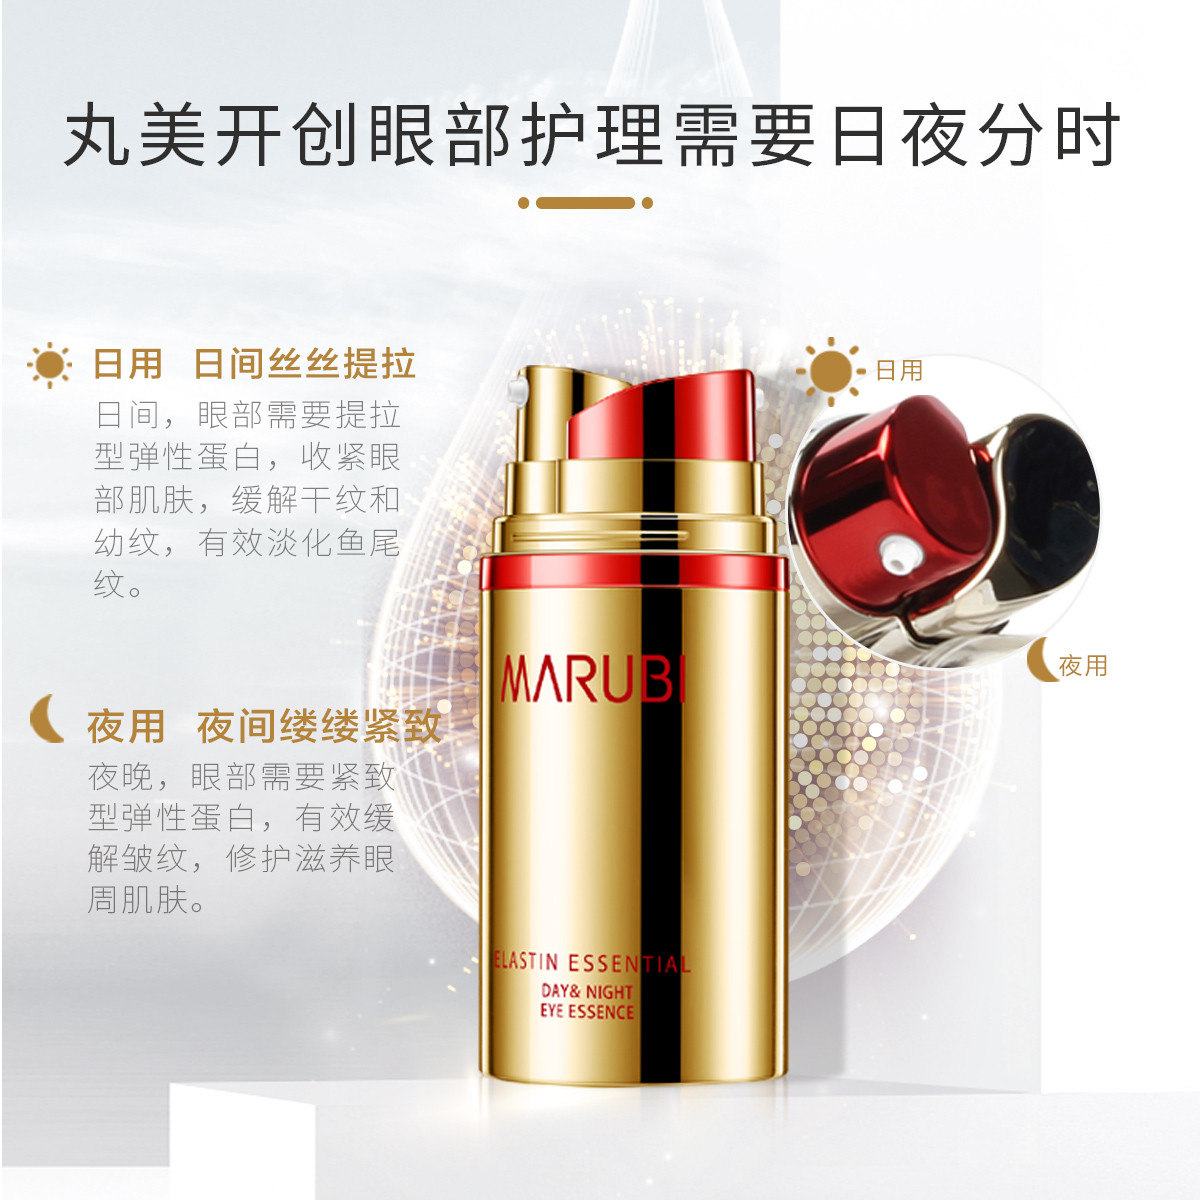 丸美开创眼部护理需要日夜分时
日用 日间丝丝提拉
日间，眼部需要提拉
型弹性蛋白，收紧眼
部肌肤，缓解干纹和
幼纹，有效淡化鱼尾
纹。
日用
夜用
夜用 夜间缕缕紧致
夜晚，眼部需要紧致
型弹性蛋白，有效缓
解皱纹，修护滋养眼
周肌肤。
MARUBI
ELASTIN ESSENTIAL
DAY& NIGHT
EYE ESSENCE